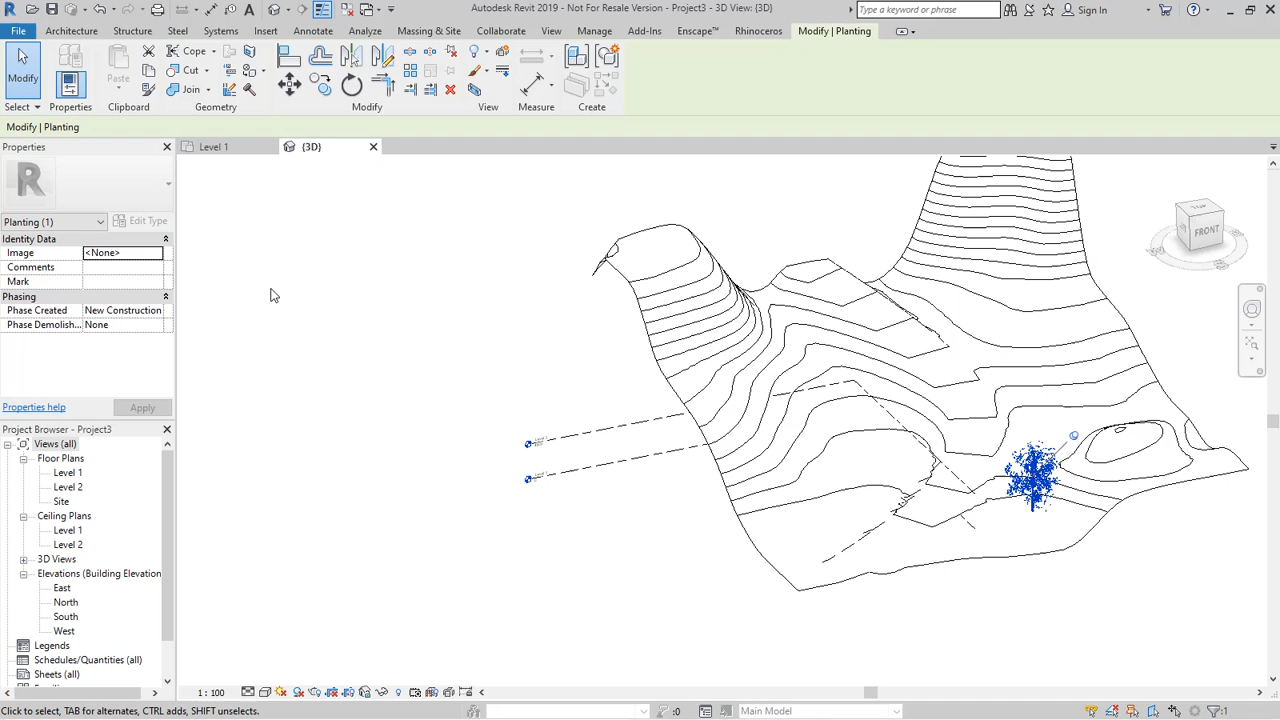 Autodesk Revit 2019 - Not For Resale Version - Project3 - 3D View: {3D}
Type a keyword or phrase
Sign In
File Architecture Structure Steel Systems Insert Annotate Analyze Massing & Site Collaborate View Manage Add-Ins Enscape™ Rhinoceros Modify | Planting
Modify
Paste
Cope
Cut
Join
Select Properties Clipboard Geometry Modify View Measure Create
Modify | Planting
Properties
Level 1
{3D}
R
Planting (1)
Edit Type
Identity Data
Image <None>
Comments
Mark
Phasing
Phase Created New Construction
Phase Demolish... None
Properties help
Apply
Project Browser - Project3
Views (all)
Floor Plans
Level 1
Level 2
Site
Ceiling Plans
Level 1
Level 2
3D Views
Elevations (Building Elevation
East
North
South
West
Legends
Schedules/Quantities (all)
Sheets (all)
TOP
FRONT
1 : 100
Click to select, TAB for alternates, CTRL adds, SHIFT unselects.
:0
Main Model
:1